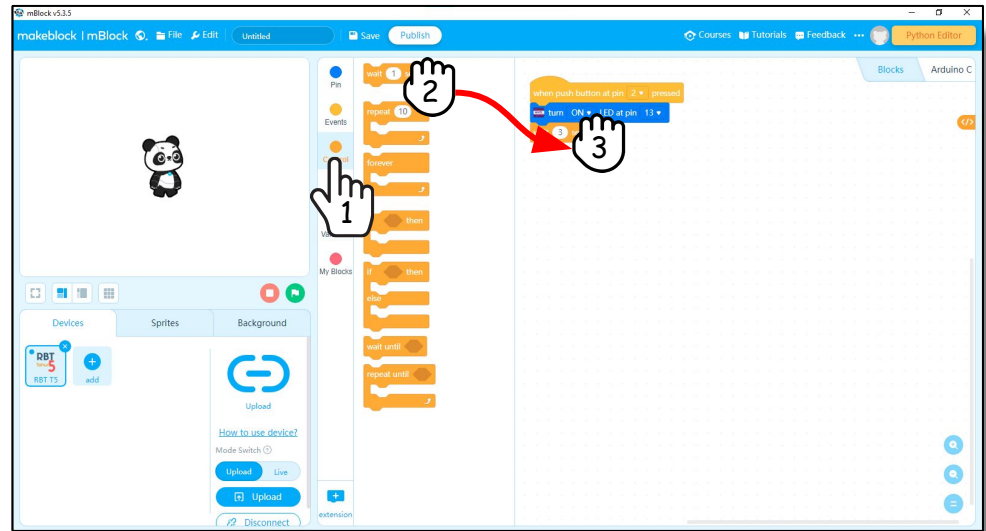 mBlock v5.3.5
makeblock | mBlock File Edit Untitled Save Publish Courses Tutorials Feedback Python Editor
Blocks Arduino C
Pin
Events
My Blocks
extension
wait 1
repeat 10
forever
then
if then
else
wait until
repeat until
when push button at pin 2 pressed
turn ON LED at pin 13
3
1
2
3
Devices Sprites Background
RBT
5
RBT T5
add
Upload
How to use device?
Mode Switch
Upload Live
Upload
Disconnect